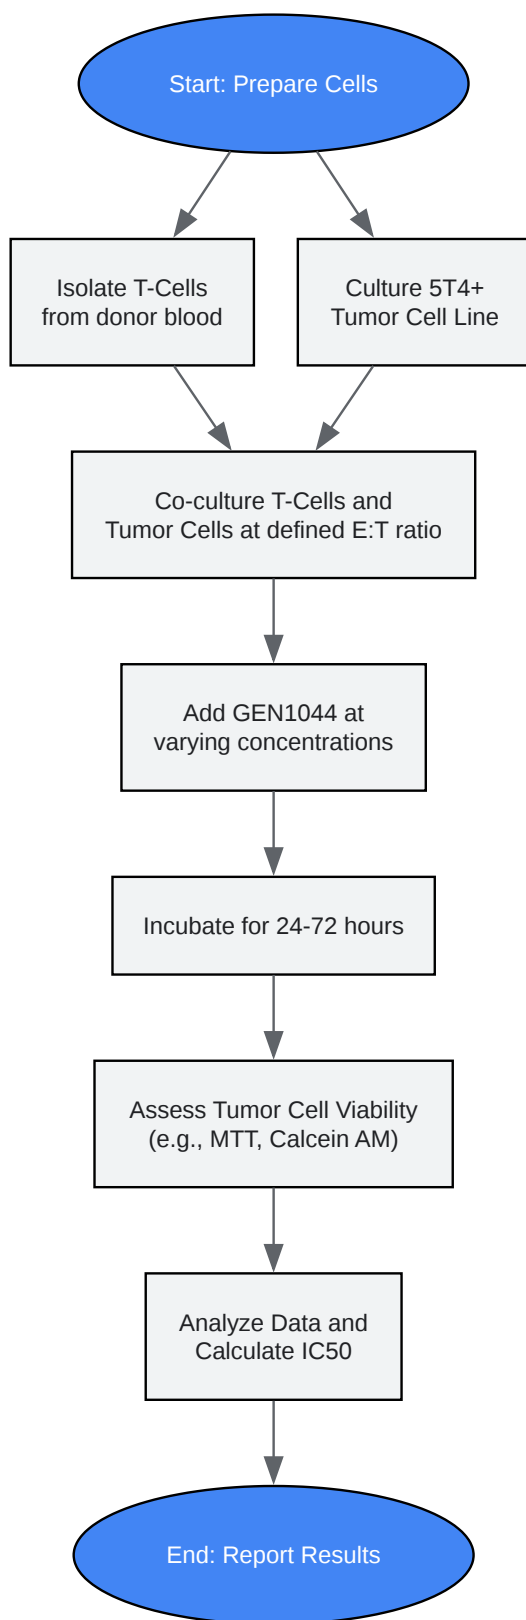 Start: Prepare Cells
Isolate T-Cells
from donor blood
Culture 5T4+
Tumor Cell Line
Co-culture T-Cells and
Tumor Cells at defined E:T ratio
Add GEN1044 at
varying concentrations
Incubate for 24-72 hours
Assess Tumor Cell Viability
(e.g., MTT, Calcein AM)
Analyze Data and
Calculate IC50
End: Report Results